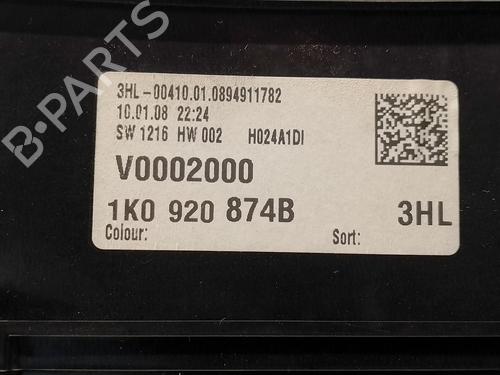 B-PARTS
3HL-00410.01.0894911782
10.01.08 22:24
SW 1216 HW 002 H024A1DI
V0002000
1K0 920 874B 3HL
Colour: Sort: